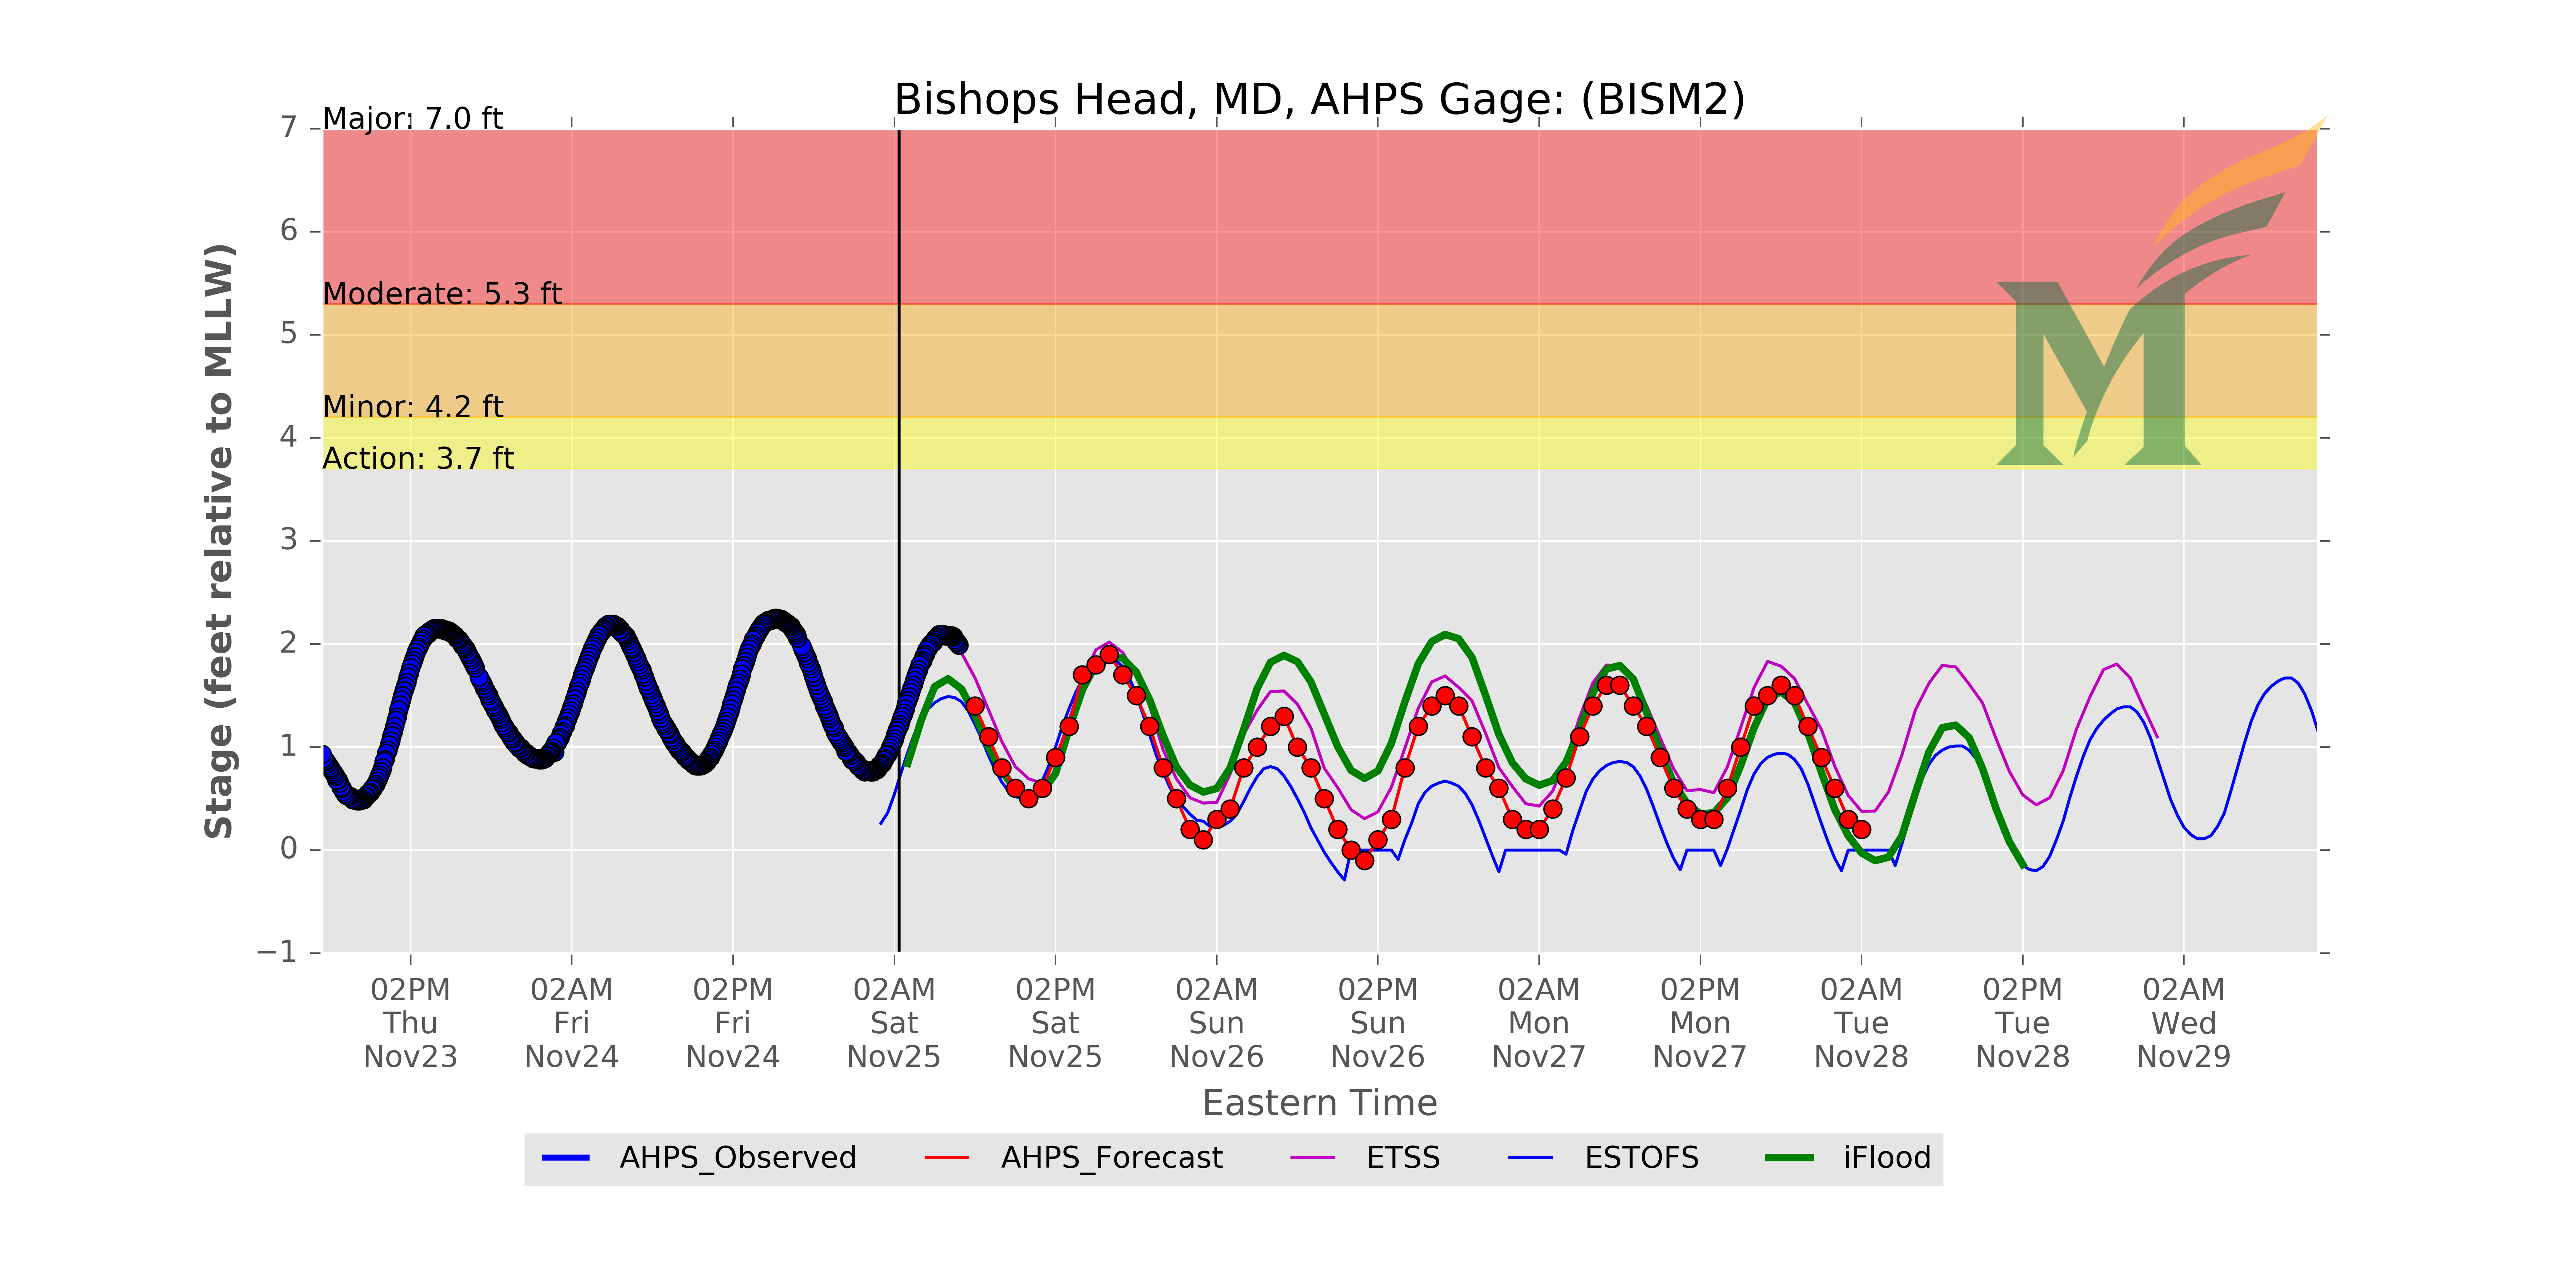 Bishops Head, MD, AHPS Gage: (BISM2)
Major: 7.0 ft
Moderate: 5.3 ft
Minor: 4.2 ft
Action: 3.7 ft
Stage (feet relative to MLLW)
7
6
5
4
3
2
1
0
−1
02PM Thu Nov23
02AM Fri Nov24
02PM Fri Nov24
02AM Sat Nov25
02PM Sat Nov25
02AM Sun Nov26
02PM Sun Nov26
02AM Mon Nov27
02PM Mon Nov27
02AM Tue Nov28
02PM Tue Nov28
02AM Wed Nov29
Eastern Time
AHPS_Observed AHPS_Forecast ETSS ESTOFS iFlood